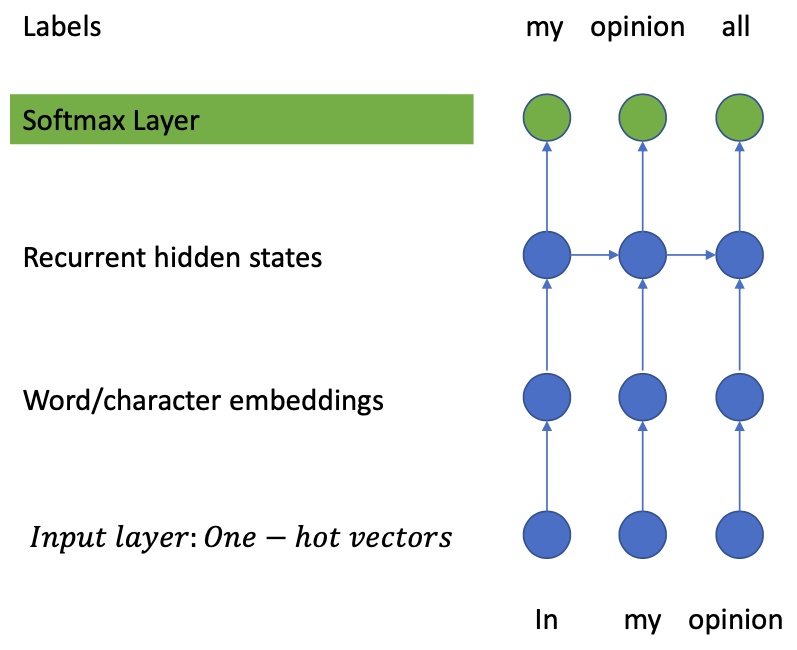 Labels my opinion all
Softmax Layer
Recurrent hidden states
Word/character embeddings
Input layer: One − hot vectors
In my opinion